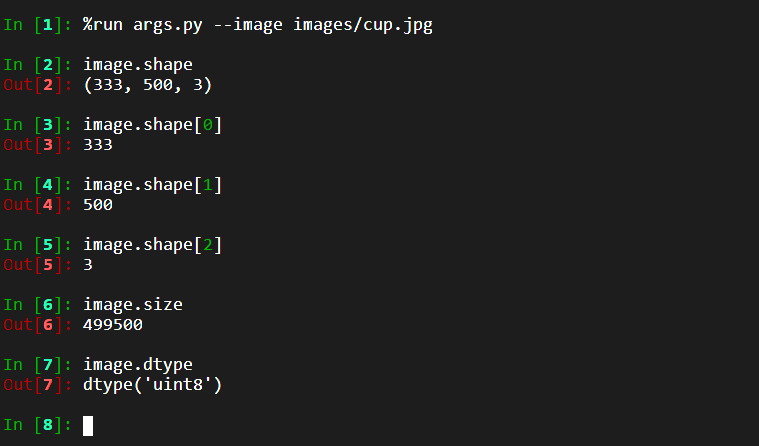 In [1]: %run args.py --image images/cup.jpg
In [2]: image.shape
Out[2]: (333, 500, 3)
In [3]: image.shape[0]
Out[3]: 333
In [4]: image.shape[1]
Out[4]: 500
In [5]: image.shape[2]
Out[5]: 3
In [6]: image.size
Out[6]: 499500
In [7]: image.dtype
Out[7]: dtype('uint8')
In [8]: